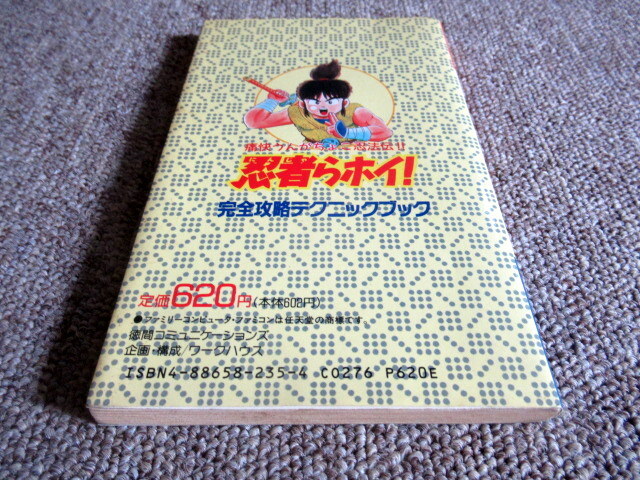 忍者らホイ!
完全攻略テクニックブック
定価620円(本体602円)
●ファミリーコンピュータ・ファミコンは任天堂の商標です。
徳間コミュニケーションズ
企画・構成/ワークハウス
ISBN4-88658-235-4 C0276 P620E